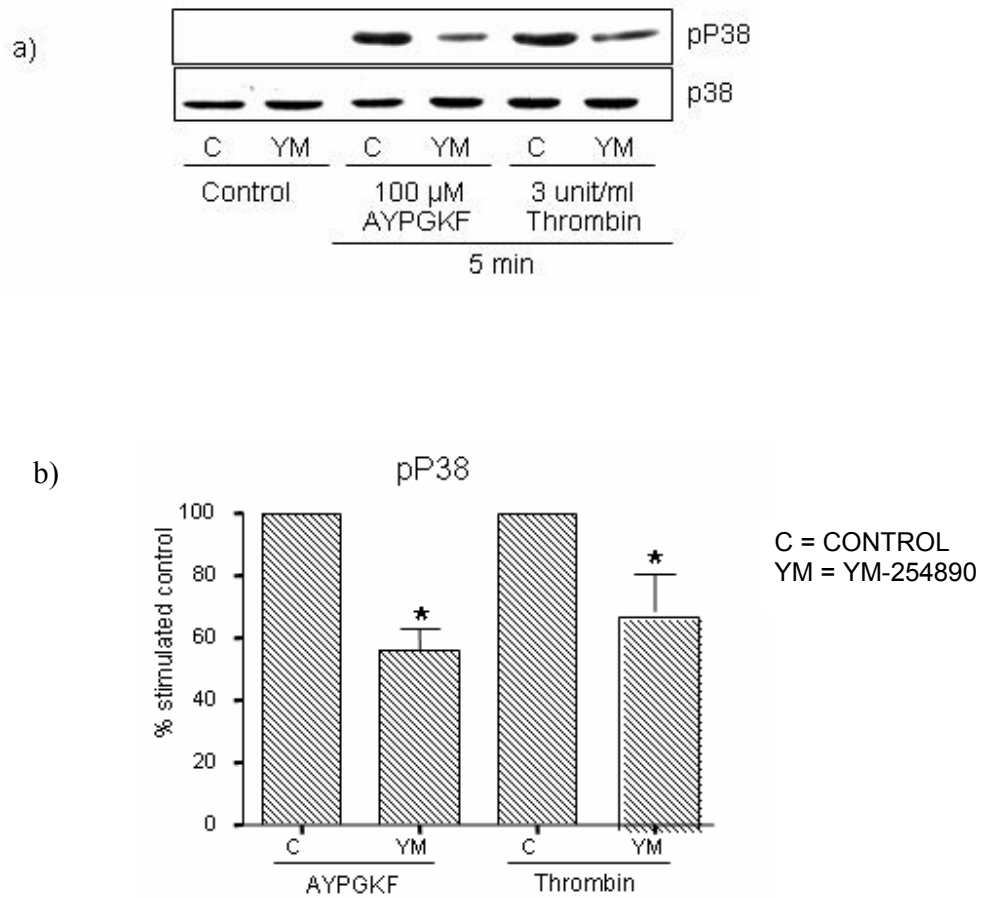 a)
pP38
p38
C YM C YM C YM
Control 100 µM 3 unit/ml
AYPGKF Thrombin
5 min
b)
pP38
% stimulated control
100
80
60
40
20
0
* *
C YM C YM
AYPGKF Thrombin
C = CONTROL
YM = YM-254890